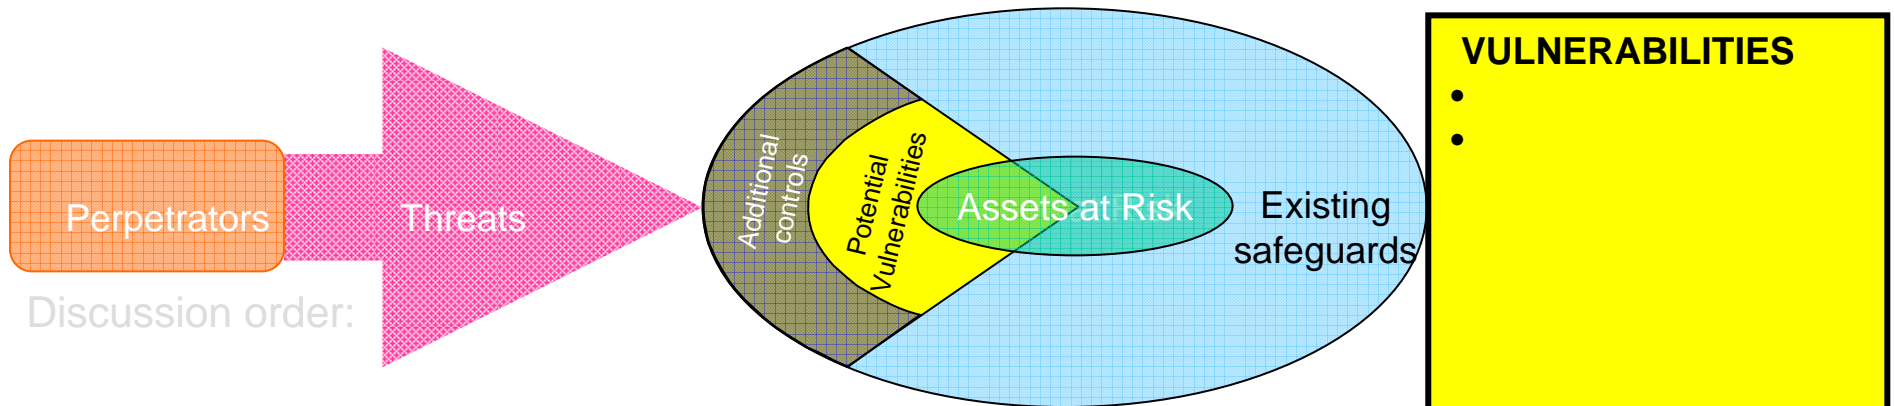 Perpetrators
Threats
Additional
controls
Potential
Vulnerabilities
Assets at Risk
Existing
safeguards
VULNERABILITIES
•
•
Discussion order: